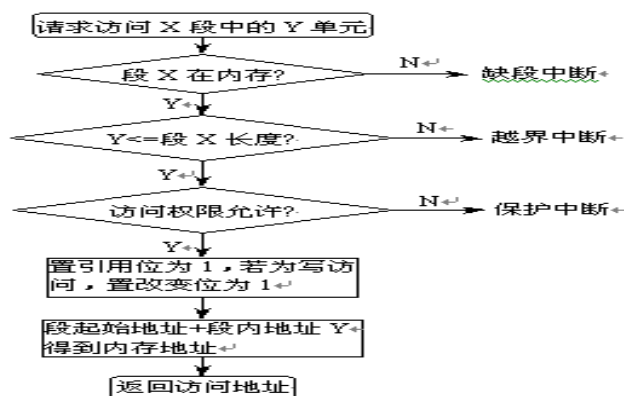 请求访问 X 段中的 Y 单元
段 X 在内存?
N↵
缺段中断↵
Y↵
Y<=段 X 长度?
N↵
越界中断↵
Y↵
访问权限允许?
N↵
保护中断↵
Y↵
置引用位为 1，若为写访
问，置改变位为 1↵
段起始地址+段内地址 Y↵
得到内存地址↵
返回访问地址